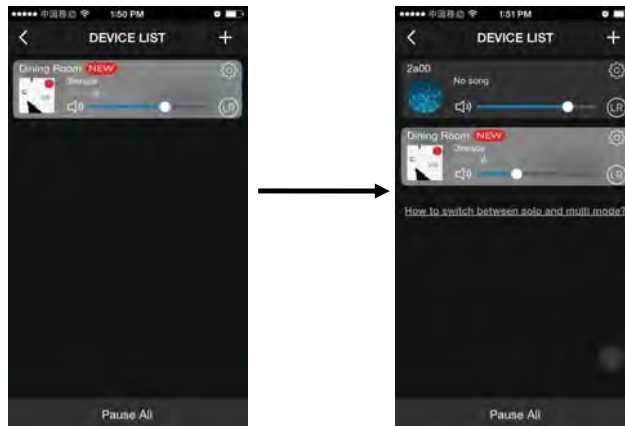 中国移动 1:50 PM
DEVICE LIST
Dining Room NEW
LR
Pause All
中国移动 1:51 PM
DEVICE LIST
2a00
No song
LR
Dining Room NEW
LR
How to switch between solo and multi mode?
Pause All